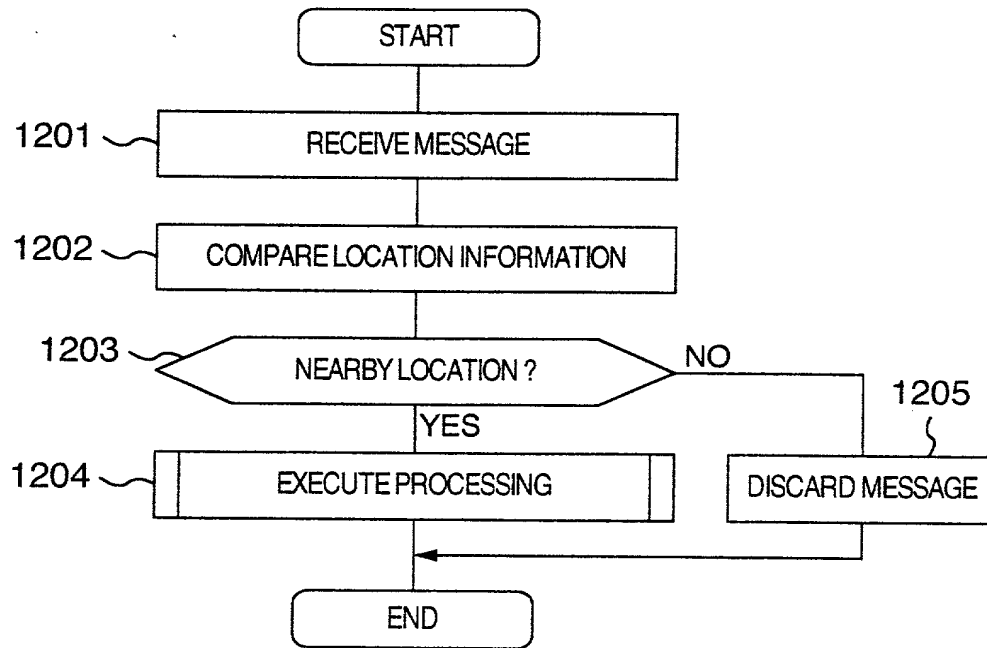 START
1201
RECEIVE MESSAGE
1202
COMPARE LOCATION INFORMATION
1203
NEARBY LOCATION ?
NO
YES
1205
1204
EXECUTE PROCESSING
DISCARD MESSAGE
END